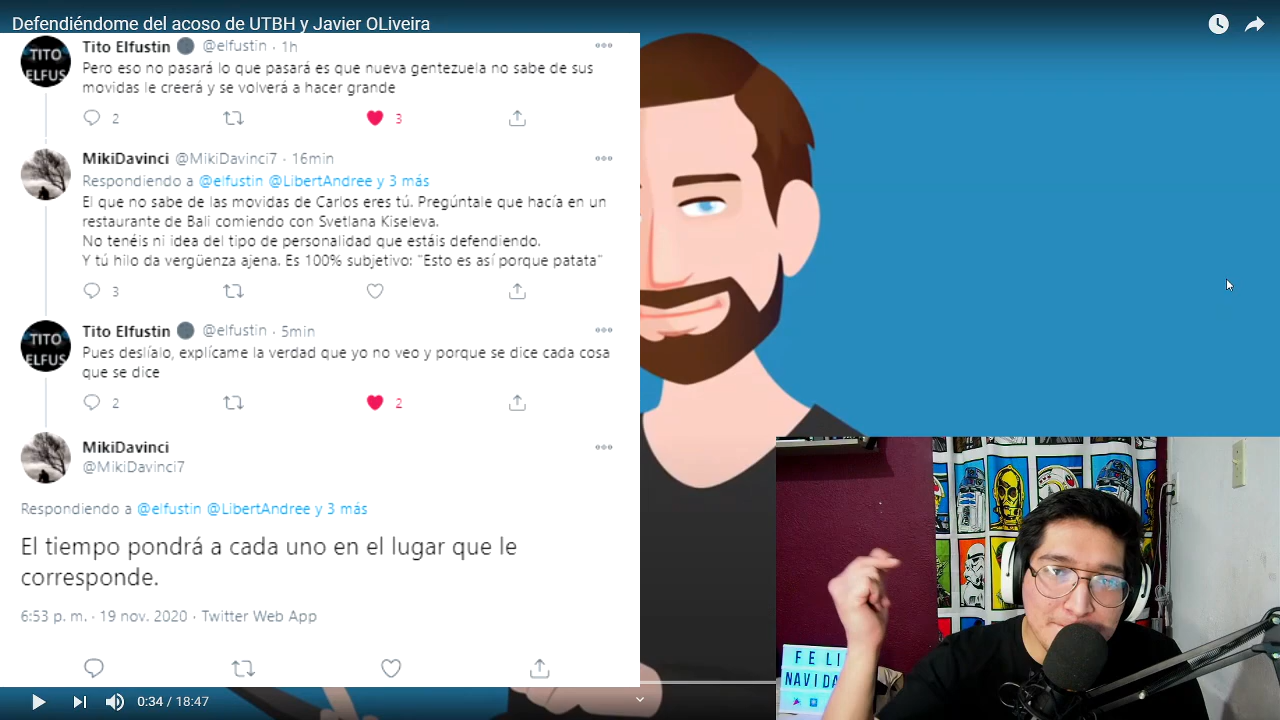 Defendiéndome del acoso de UTBH y Javier OLiveira
TITO
ELFUS
Tito Elfustin @elfustin · 1h
Pero eso no pasará lo que pasará es que nueva gentezuela no sabe de sus
movidas le creerá y se volverá a hacer grande
2 3
MikiDavinci @MikiDavinci7 · 16min
Respondiendo a @elfustin @LibertAndree y 3 más
El que no sabe de las movidas de Carlos eres tú. Pregúntale que hacía en un
restaurante de Bali comiendo con Svetlana Kiseleva.
No tenéis ni idea del tipo de personalidad que estáis defendiendo.
Y tú hilo da vergüenza ajena. Es 100% subjetivo: "Esto es así porque patata"
3
TITO
ELFUS
Tito Elfustin @elfustin · 5min
Pues deslíalo, explícame la verdad que yo no veo y porque se dice cada cosa
que se dice
2 2
MikiDavinci
@MikiDavinci7
Respondiendo a @elfustin @LibertAndree y 3 más
El tiempo pondrá a cada uno en el lugar que le
corresponde.
6:53 p. m. · 19 nov. 2020 · Twitter Web App
FELI
NAVIDA
0:34 / 18:47